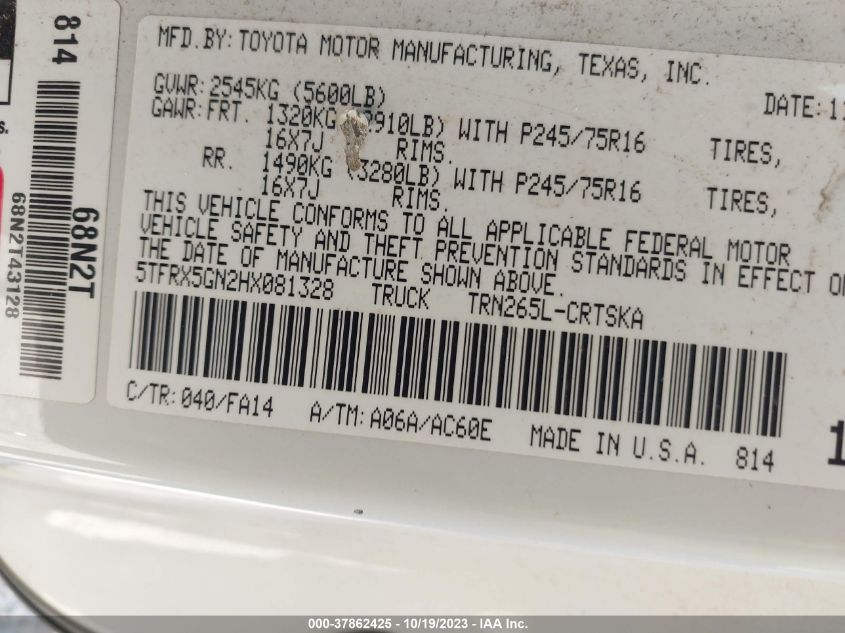 MFD.BY: TOYOTA MOTOR MANUFACTURING, TEXAS, INC.
GVWR: 2545KG (5600LB) DATE: 11
GAWR: FRT. 1320KG 2910LB) WITH P245/75R16 TIRES,
16X7J RIMS.
RR. 1490KG (3280LB) WITH P245/75R16 TIRES,
16X7J RIMS.
THIS VEHICLE CONFORMS TO ALL APPLICABLE FEDERAL MOTOR
VEHICLE SAFETY AND THEFT PREVENTION STANDARDS IN EFFECT
THE DATE OF MANUFACTURE SHOWN ABOVE.
5TFRX5GN2HX081328 TRUCK TRN265L-CRTSKA
C/TR: 040/FA14 A/TM: A06A/AC60E MADE IN U.S.A. 814
814
68N2T
68N2T43128
000-37862425 - 10/19/2023 - IAA Inc.